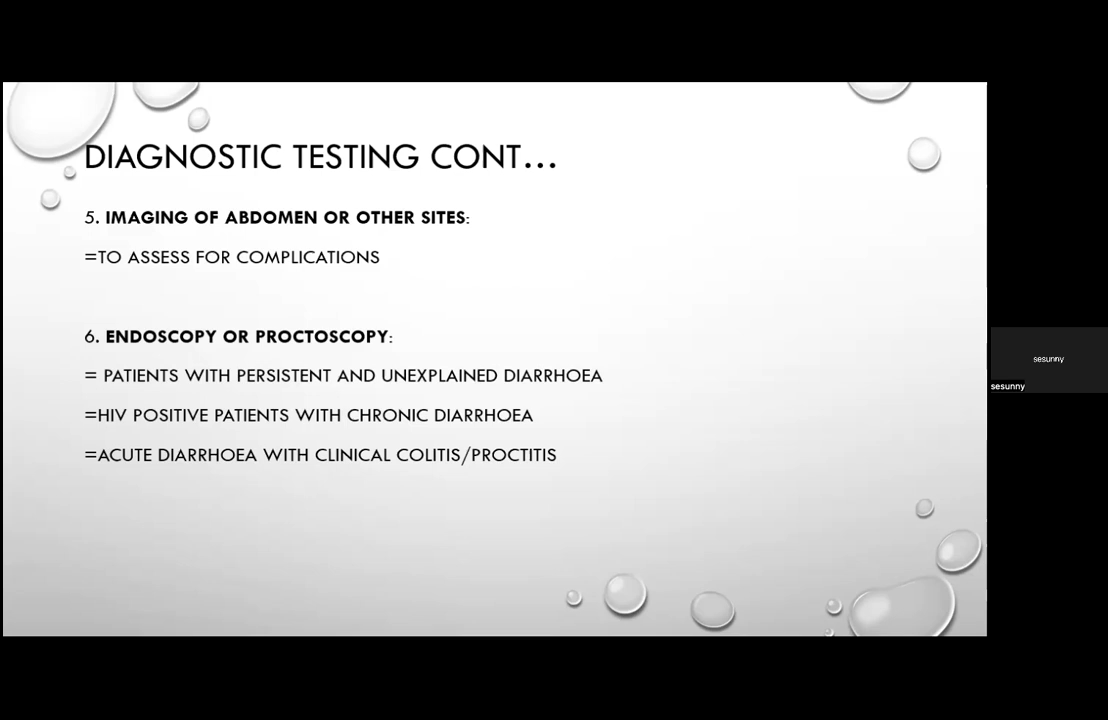 DIAGNOSTIC TESTING CONT...
5. IMAGING OF ABDOMEN OR OTHER SITES:
=TO ASSESS FOR COMPLICATIONS
6. ENDOSCOPY OR PROCTOSCOPY:
= PATIENTS WITH PERSISTENT AND UNEXPLAINED DIARRHOEA
=HIV POSITIVE PATIENTS WITH CHRONIC DIARRHOEA
=ACUTE DIARRHOEA WITH CLINICAL COLITIS/PROCTITIS
sesunny
sesunny